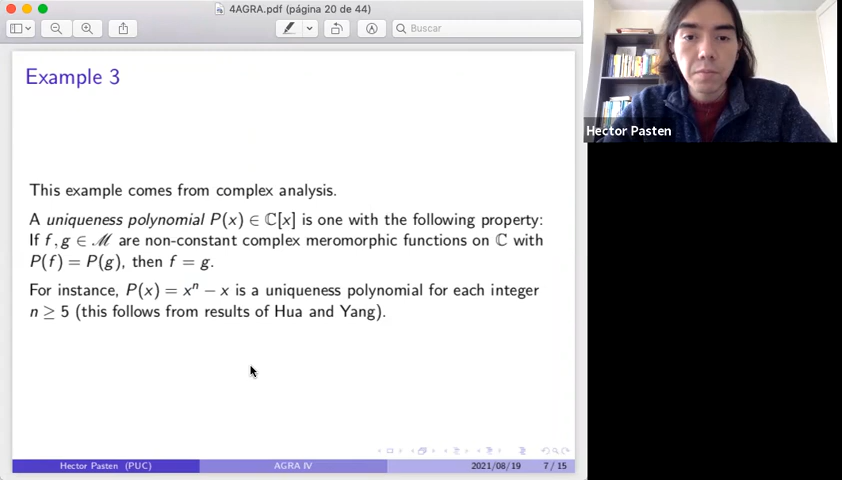 4AGRA.pdf (página 20 de 44)
Buscar
Example 3
This example comes from complex analysis.
A uniqueness polynomial P(x) ∈ ℂ[x] is one with the following property:
If f, g ∈ ℳ are non-constant complex meromorphic functions on ℂ with
P(f) = P(g), then f = g.
For instance, P(x) = xⁿ − x is a uniqueness polynomial for each integer
n ≥ 5 (this follows from results of Hua and Yang).
Hector Pasten (PUC)
AGRA IV
2021/08/19
7 / 15
Hector Pasten